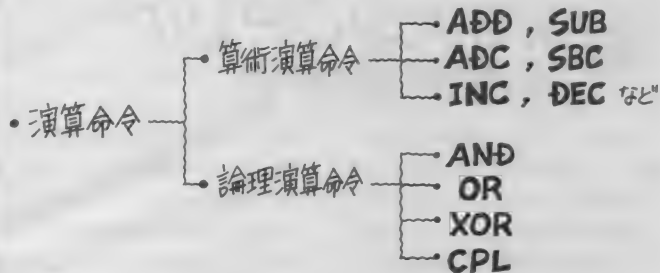 ・演算命令
・算術演算命令
・ADD , SUB
・ADC , SBC
・INC , DEC など
・論理演算命令
・AND
・OR
・XOR
・CPL